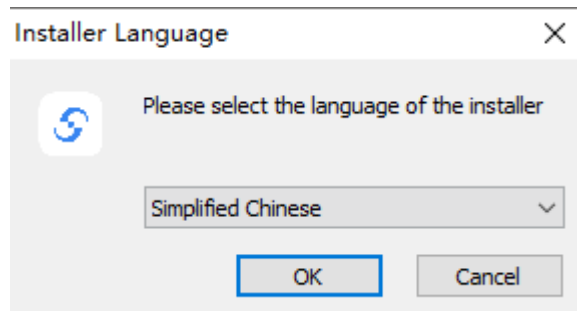 Installer Language
Please select the language of the installer
Simplified Chinese
OK
Cancel